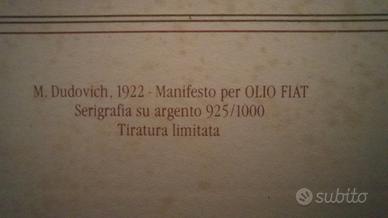 M. Dudovich, 1922 - Manifesto per OLIO FIAT
Serigrafia su argento 925/1000
Tiratura limitata
subito